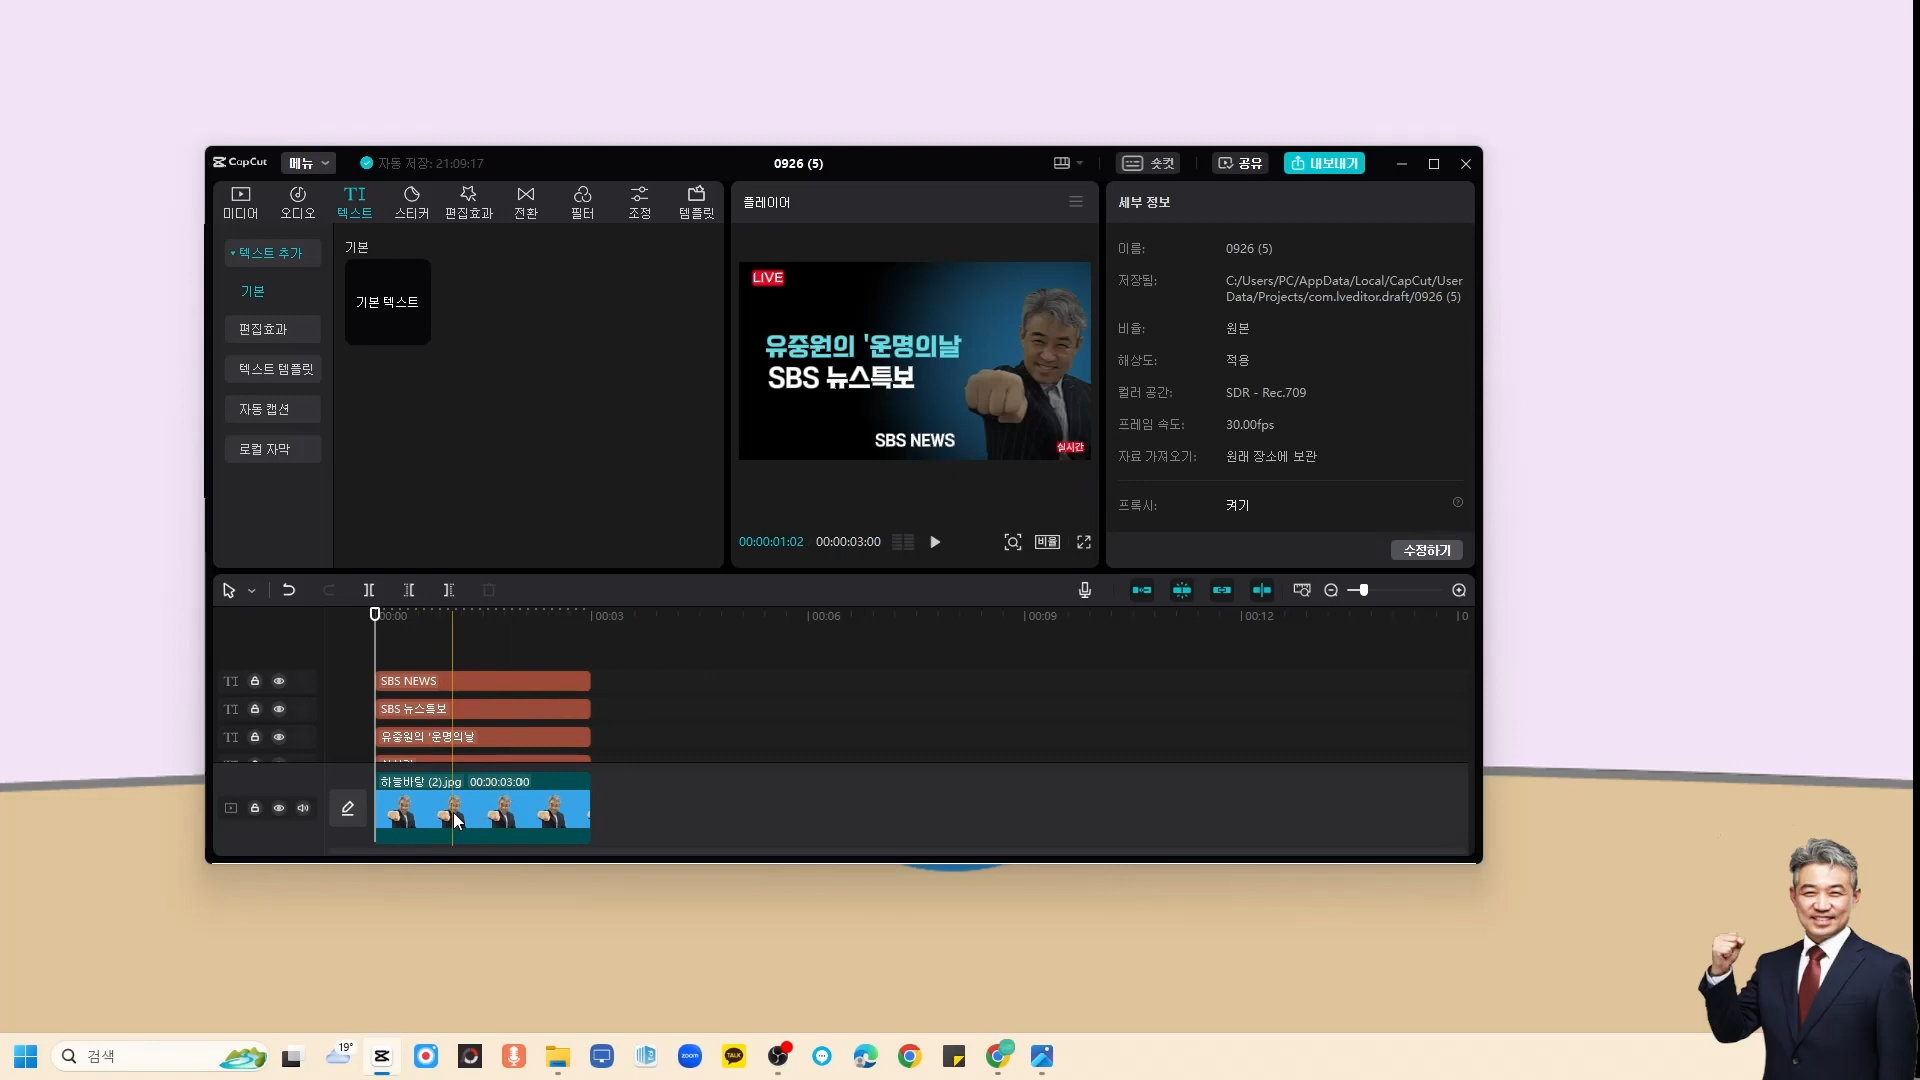 CapCut
메뉴
자동 저장: 21:09:17
0926 (5)
숏컷
공유
내보내기
미디어
오디오
TI
텍스트
스티커
편집효과
전환
필터
조정
템플릿
텍스트 추가
기본
편집효과
텍스트 템플릿
자동 캡션
로컬 자막
기본
기본 텍스트
플레이어
LIVE
유중원의 '운명의날
SBS 뉴스특보
SBS NEWS
실시간
00:00:01:02
00:00:03:00
비율
세부 정보
이름:
0926 (5)
저장됨:
C:/Users/PC/AppData/Local/CapCut/User
Data/Projects/com.lveditor.draft/0926 (5)
비율:
원본
해상도:
적용
컬러 공간:
SDR - Rec.709
프레임 속도:
30.00fps
자료 가져오기:
원래 장소에 보관
프록시:
켜기
수정하기
00:00
00:03
00:06
00:09
00:12
TI
SBS NEWS
TI
SBS 뉴스특보
TI
유중원의 '운명의날
하늘바탕 (2).jpg 00:00:03:00
검색
19°
zoom
TALK